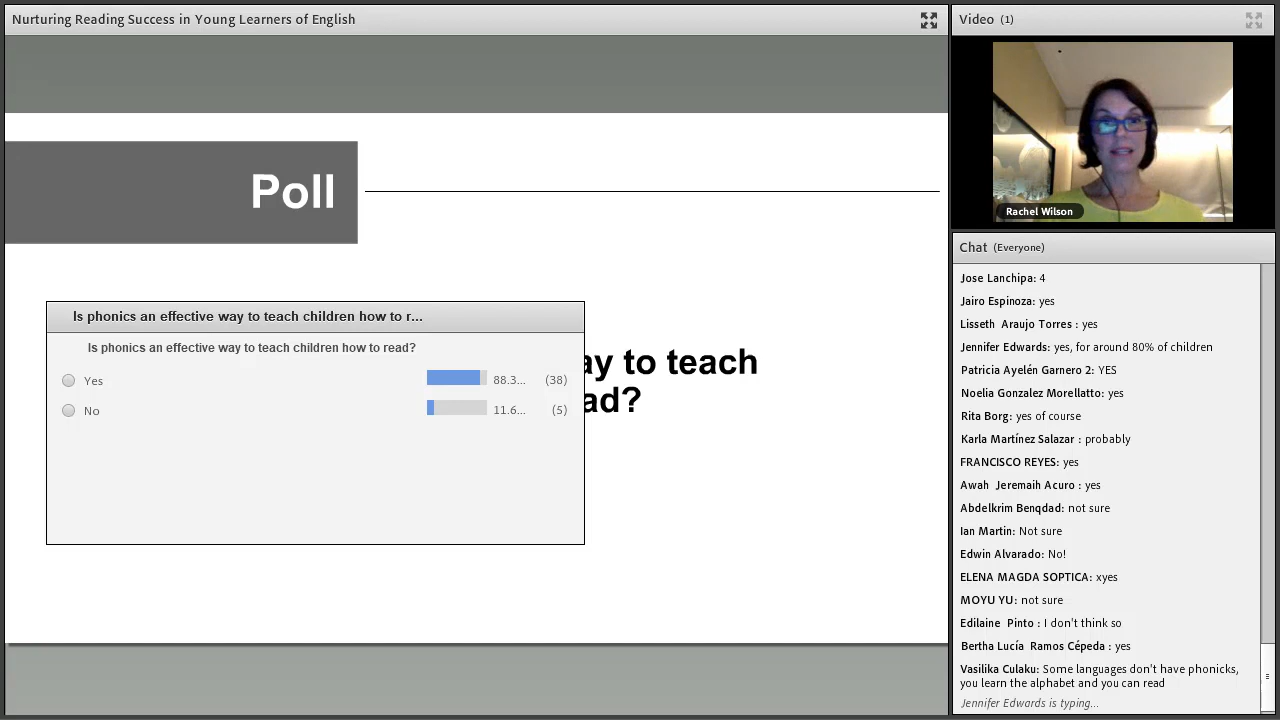 Nurturing Reading Success in Young Learners of English
Poll
Is phonics an effective way to teach children how to r...
Is phonics an effective way to teach children how to read?
Yes 88.3... (38)
No 11.6... (5)
ay to teach
ad?
Video (1)
Rachel Wilson
Chat (Everyone)
Jose Lanchipa: 4
Jairo Espinoza: yes
Lisseth Araujo Torres : yes
Jennifer Edwards: yes, for around 80% of children
Patricia Ayelén Garnero 2: YES
Noelia Gonzalez Morellatto: yes
Rita Borg: yes of course
Karla Martínez Salazar : probably
FRANCISCO REYES: yes
Awah Jeremaih Acuro : yes
Abdelkrim Benqdad: not sure
Ian Martin: Not sure
Edwin Alvarado: No!
ELENA MAGDA SOPTICA: xyes
MOYU YU: not sure
Edilaine Pinto : I don't think so
Bertha Lucía Ramos Cépeda : yes
Vasilika Culaku: Some languages don't have phonicks,
you learn the alphabet and you can read
Jennifer Edwards is typing...